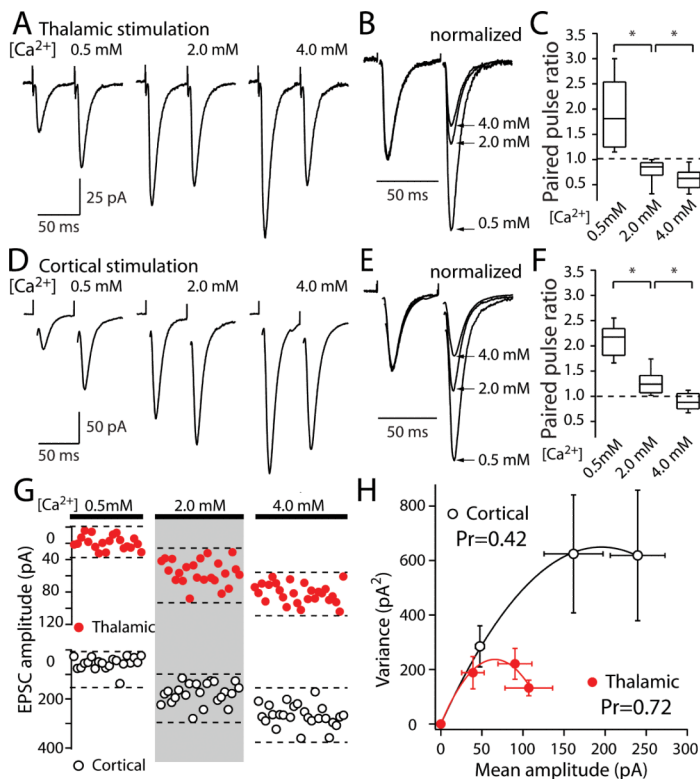 A Thalamic stimulation
[Ca2+] 0.5 mM 2.0 mM 4.0 mM
25 pA
50 ms
B
normalized
4.0 mM
2.0 mM
0.5 mM
50 ms
C
Paired pulse ratio
3.0
2.5
2.0
1.5
1.0
0.5
* *
[Ca2+] 0.5mM 2.0 mM 4.0 mM
D Cortical stimulation
[Ca2+] 0.5 mM 2.0 mM 4.0 mM
50 pA
50 ms
E
normalized
4.0 mM
2.0 mM
0.5 mM
50 ms
F
Paired pulse ratio
3.0
2.5
2.0
1.5
1.0
* *
[Ca2+] 0.5mM 2.0 mM 4.0 mM
G
[Ca2+] 0.5mM 2.0 mM 4.0 mM
EPSC amplitude (pA)
0
40
80
120
Thalamic
0
200
400
Cortical
H
Variance (pA2)
800
600
400
200
0
Cortical
Pr=0.42
Thalamic
Pr=0.72
0 50 100 150 200 250 300
Mean amplitude (pA)